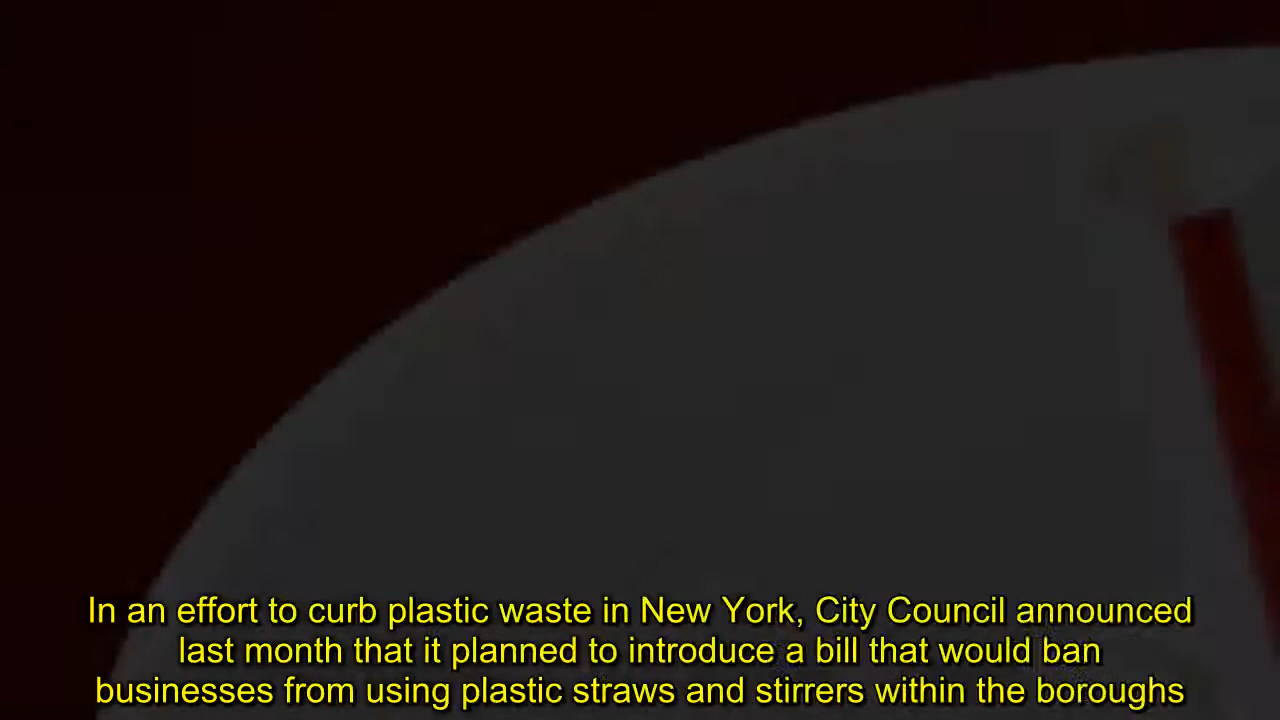 In an effort to curb plastic waste in New York, City Council announced
last month that it planned to introduce a bill that would ban
businesses from using plastic straws and stirrers within the boroughs